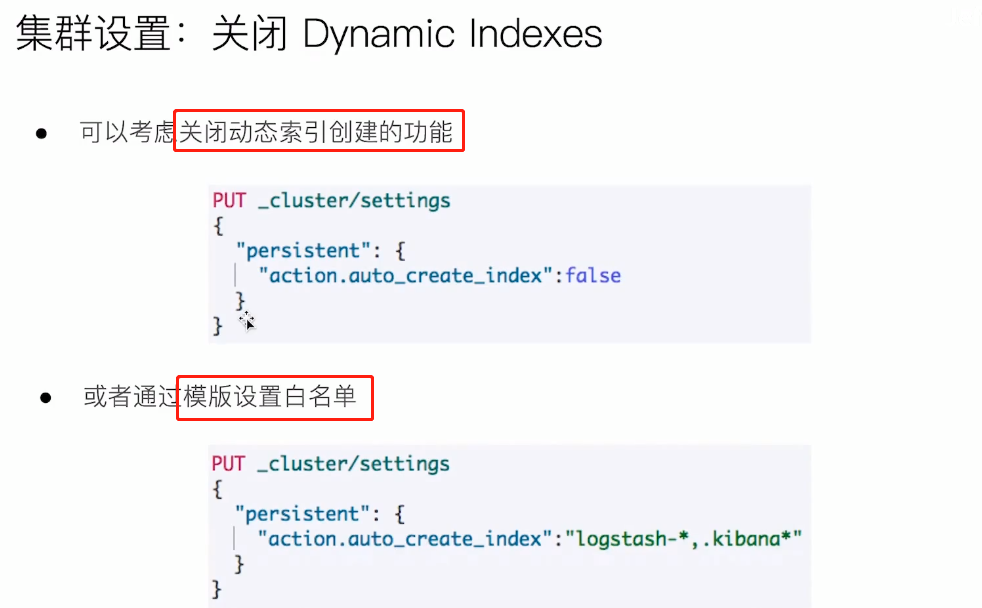 集群设置：关闭 Dynamic Indexes
● 可以考虑关闭动态索引创建的功能
PUT _cluster/settings
{
  "persistent": {
    "action.auto_create_index":false
  }
}
● 或者通过模版设置白名单
PUT _cluster/settings
{
  "persistent": {
    "action.auto_create_index":"logstash-*,.kibana*"
  }
}